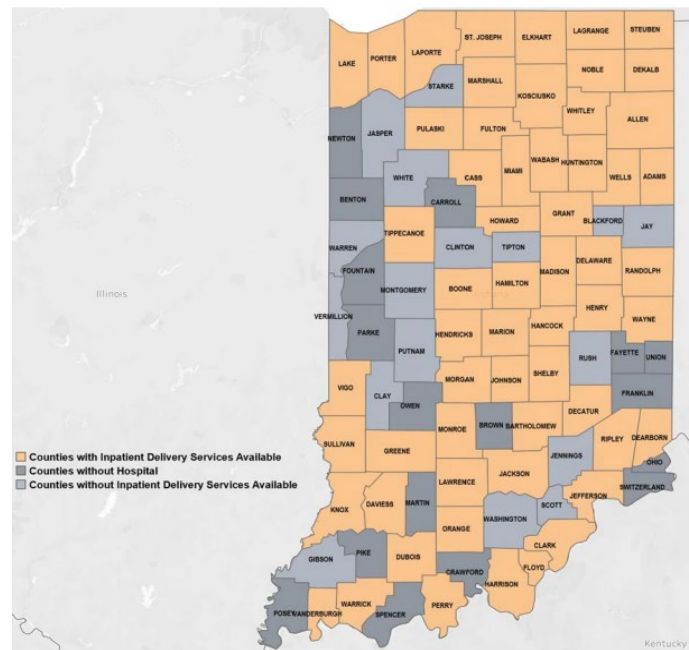 ST. JOSEPH
ELKHART
LAGRANGE
STEUBEN
LAKE
PORTER
LAPORTE
NOBLE
DEKALB
STARKE
MARSHALL
KOSCIUSKO
WHITLEY
ALLEN
NEWTON
JASPER
PULASKI
FULTON
WHITE
CASS
MIAMI
WABASH
HUNTINGTON
WELLS
ADAMS
BENTON
CARROLL
HOWARD
GRANT
BLACKFORD
JAY
TIPPECANOE
WARREN
CLINTON
TIPTON
FOUNTAIN
MONTGOMERY
BOONE
HAMILTON
MADISON
DELAWARE
RANDOLPH
Illinois
VERMILLION
PARKE
HENDRICKS
MARION
HANCOCK
HENRY
WAYNE
PUTNAM
RUSH
FAYETTE
UNION
VIGO
CLAY
OWEN
MORGAN
JOHNSON
SHELBY
FRANKLIN
MONROE
BROWN
BARTHOLOMEW
DECATUR
SULLIVAN
GREENE
RIPLEY
DEARBORN
Counties with Inpatient Delivery Services Available
Counties without Hospital
Counties without Inpatient Delivery Services Available
JENNINGS
OHIO
JACKSON
SWITZERLAND
KNOX
DAVIESS
MARTIN
LAWRENCE
JEFFERSON
ORANGE
WASHINGTON
SCOTT
GIBSON
PIKE
DUBOIS
CLARK
CRAWFORD
FLOYD
HARRISON
POSEY
VANDERBURGH
WARRICK
SPENCER
PERRY
Kentucky